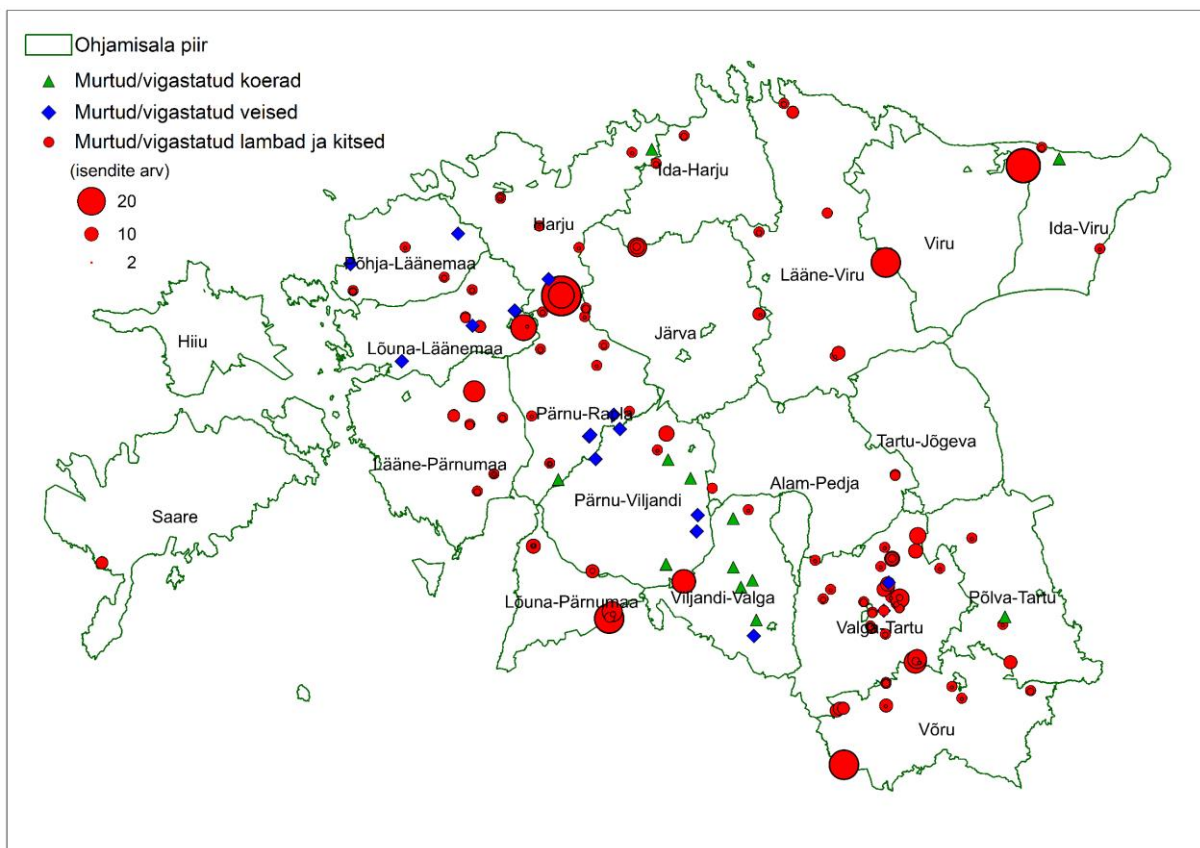 Ohjamisala piir
Murtud/vigastatud koerad
Murtud/vigastatud veised
Murtud/vigastatud lambad ja kitsed
(isendite arv)
20
10
2
Ida-Harju
Harju
Põhja-Läänemaa
Viru
Ida-Viru
Lääne-Viru
Hiiu
Lõuna-Läänemaa
Järva
Pärnu-Rapla
Tartu-Jõgeva
Lääne-Pärnumaa
Alam-Pedja
Pärnu-Viljandi
Saare
Lõuna-Pärnumaa
Viljandi-Valga
Põlva-Tartu
Valga-Tartu
Võru